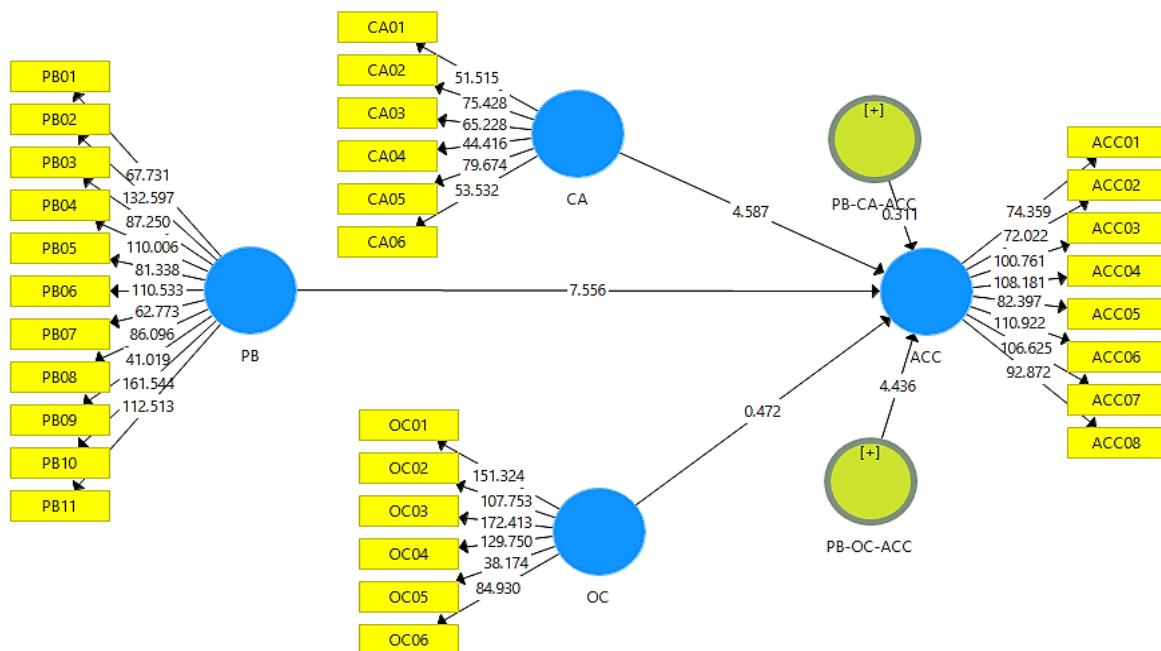 PB01
PB02
PB03
PB04
PB05
PB06
PB07
PB08
PB09
PB10
PB11
67.731
132.597
87.250
110.006
81.338
110.533
62.773
86.096
41.019
161.544
112.513
PB
CA01
CA02
CA03
CA04
CA05
CA06
51.515
75.428
65.228
44.416
79.674
53.532
CA
4.587
7.556
0.472
OC01
OC02
OC03
OC04
OC05
OC06
151.324
107.753
172.413
129.750
38.174
84.930
OC
[+]
PB-CA-ACC
0.311
ACC
4.436
[+]
PB-OC-ACC
74.359
72.022
100.761
108.181
82.397
110.922
106.625
92.872
ACC01
ACC02
ACC03
ACC04
ACC05
ACC06
ACC07
ACC08